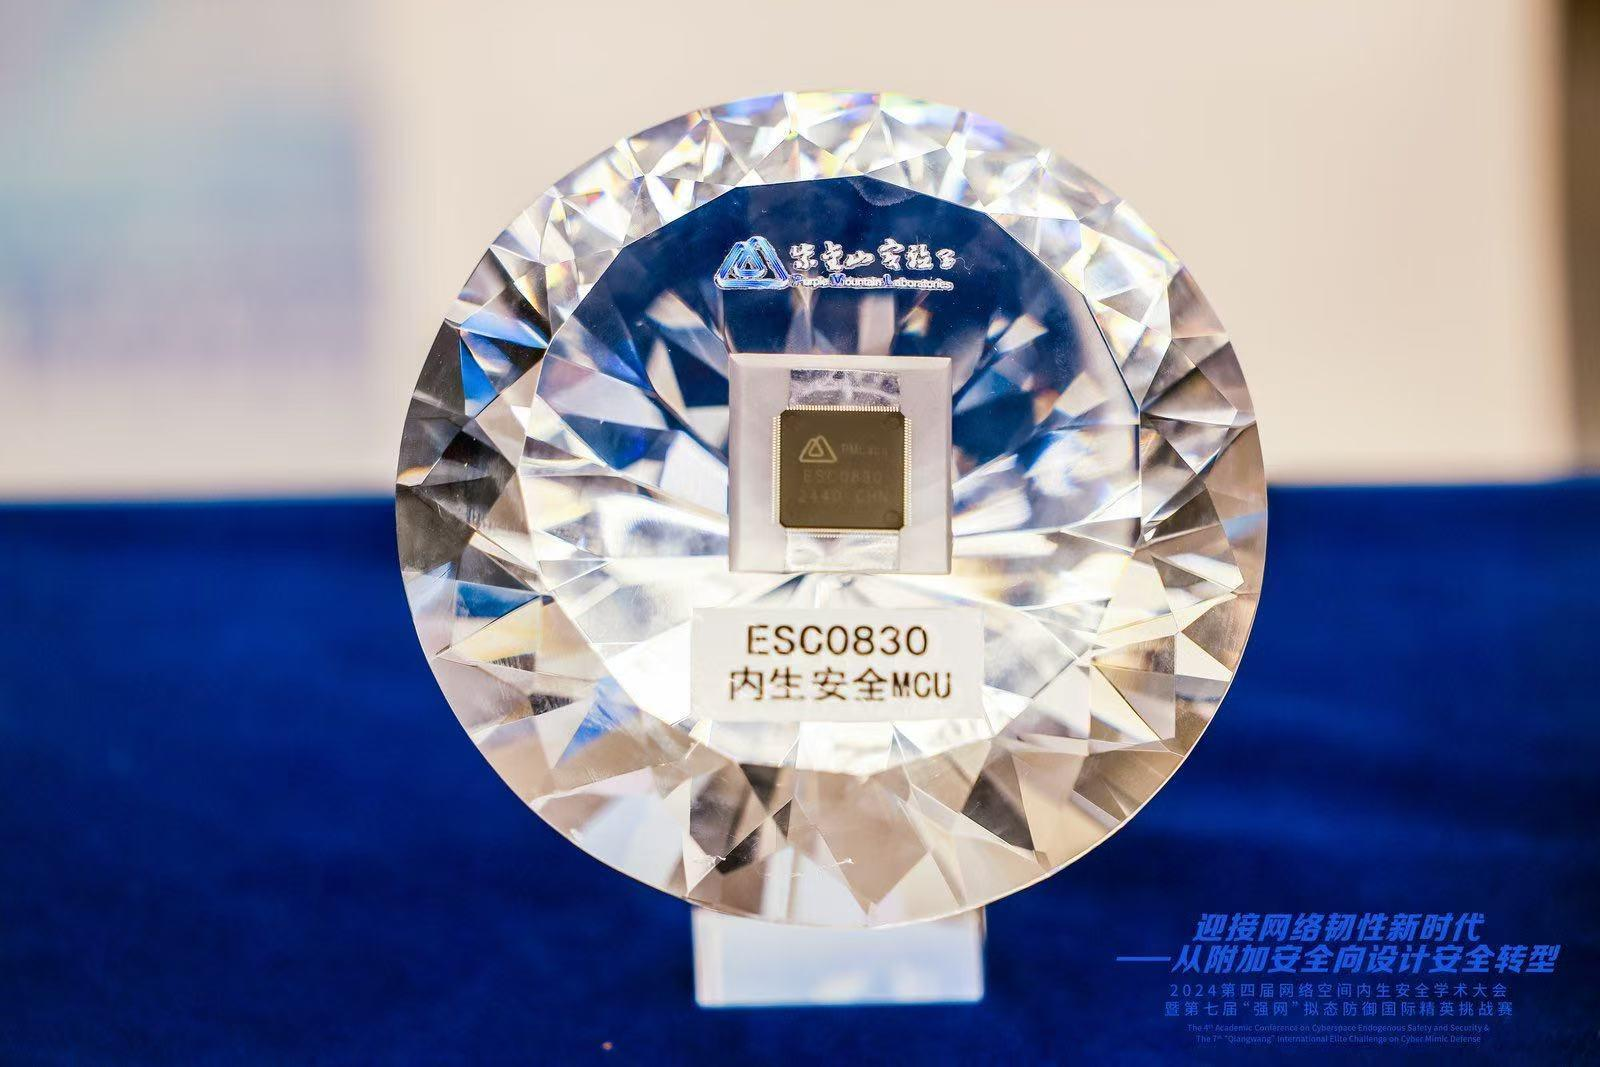 紫金山实验室
Purple Mountain Laboratories
PMLabs
ESC0830
2440 CHN
ESC0830
内生安全MCU
迎接网络韧性新时代
——从附加安全向设计安全转型
2024第四届网络空间内生安全学术大会
暨第七届“强网”拟态防御国际精英挑战赛
The 4th Academic Conference on Cyberspace Endogenous Safety and Security &
The 7th "Qiangwang" International Elite Challenge on Cyber Mimic Defense